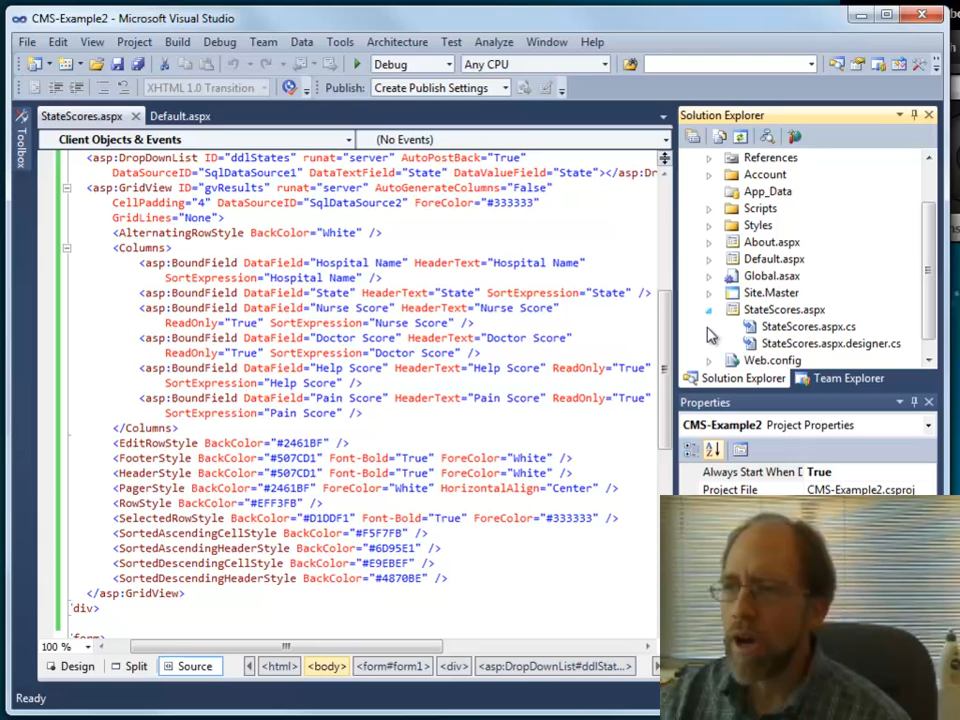 CMS-Example2 - Microsoft Visual Studio
File Edit View Project Build Debug Team Data Tools Architecture Test Analyze Window Help
Debug Any CPU
XHTML 1.0 Transition Publish: Create Publish Settings
Toolbox
StateScores.aspx Default.aspx
Client Objects & Events (No Events)
<asp:DropDownList ID="ddlStates" runat="server" AutoPostBack="True"
DataSourceID="SqlDataSource1" DataTextField="State" DataValueField="State"></asp:Dr
<asp:GridView ID="gvResults" runat="server" AutoGenerateColumns="False"
CellPadding="4" DataSourceID="SqlDataSource2" ForeColor="#333333"
GridLines="None">
<AlternatingRowStyle BackColor="White" />
<Columns>
<asp:BoundField DataField="Hospital Name" HeaderText="Hospital Name"
SortExpression="Hospital Name" />
<asp:BoundField DataField="State" HeaderText="State" SortExpression="State" />
<asp:BoundField DataField="Nurse Score" HeaderText="Nurse Score"
ReadOnly="True" SortExpression="Nurse Score" />
<asp:BoundField DataField="Doctor Score" HeaderText="Doctor Score"
ReadOnly="True" SortExpression="Doctor Score" />
<asp:BoundField DataField="Help Score" HeaderText="Help Score" ReadOnly="True"
SortExpression="Help Score" />
<asp:BoundField DataField="Pain Score" HeaderText="Pain Score" ReadOnly="True"
SortExpression="Pain Score" />
</Columns>
<EditRowStyle BackColor="#2461BF" />
<FooterStyle BackColor="#507CD1" Font-Bold="True" ForeColor="White" />
<HeaderStyle BackColor="#507CD1" Font-Bold="True" ForeColor="White" />
<PagerStyle BackColor="#2461BF" ForeColor="White" HorizontalAlign="Center" />
<RowStyle BackColor="#EFF3FB" />
<SelectedRowStyle BackColor="#D1DDF1" Font-Bold="True" ForeColor="#333333" />
<SortedAscendingCellStyle BackColor="#F5F7FB" />
<SortedAscendingHeaderStyle BackColor="#6D95E1" />
<SortedDescendingCellStyle BackColor="#E9EBEF" />
<SortedDescendingHeaderStyle BackColor="#4870BE" />
</asp:GridView>
div>
form>
100 %
Design Split Source <html> <body> <form#form1> <div> <asp:DropDownList#ddlStat...>
Ready
Solution Explorer
References
Account
App_Data
Scripts
Styles
About.aspx
Default.aspx
Global.asax
Site.Master
StateScores.aspx
StateScores.aspx.cs
StateScores.aspx.designer.cs
Web.config
Solution Explorer Team Explorer
Properties
CMS-Example2 Project Properties
Always Start When D True
Project File CMS-Example2.csproj